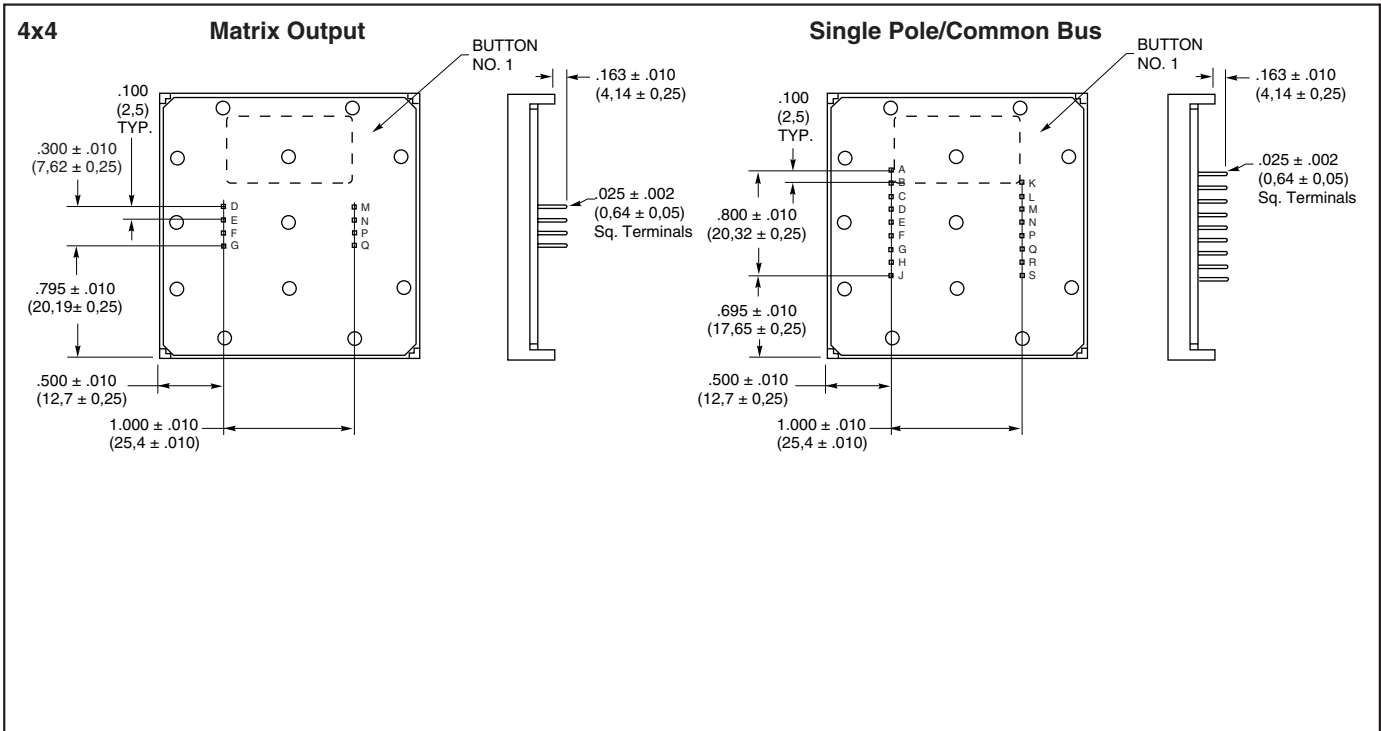 4x4
Matrix Output
BUTTON
NO. 1
.100
(2,5)
TYP.
.300 ± .010
(7,62 ± 0,25)
.795 ± .010
(20,19± 0,25)
.500 ± .010
(12,7 ± 0,25)
1.000 ± .010
(25,4 ± .010)
D
E
F
G
M
N
P
Q
.163 ± .010
(4,14 ± 0,25)
.025 ± .002
(0,64 ± 0,05)
Sq. Terminals
Single Pole/Common Bus
BUTTON
NO. 1
.100
(2,5)
TYP.
.800 ± .010
(20,32 ± 0,25)
.695 ± .010
(17,65 ± 0,25)
.500 ± .010
(12,7 ± 0,25)
1.000 ± .010
(25,4 ± .010)
A
B
C
D
E
F
G
H
J
K
L
M
N
P
Q
R
S
.163 ± .010
(4,14 ± 0,25)
.025 ± .002
(0,64 ± 0,05)
Sq. Terminals